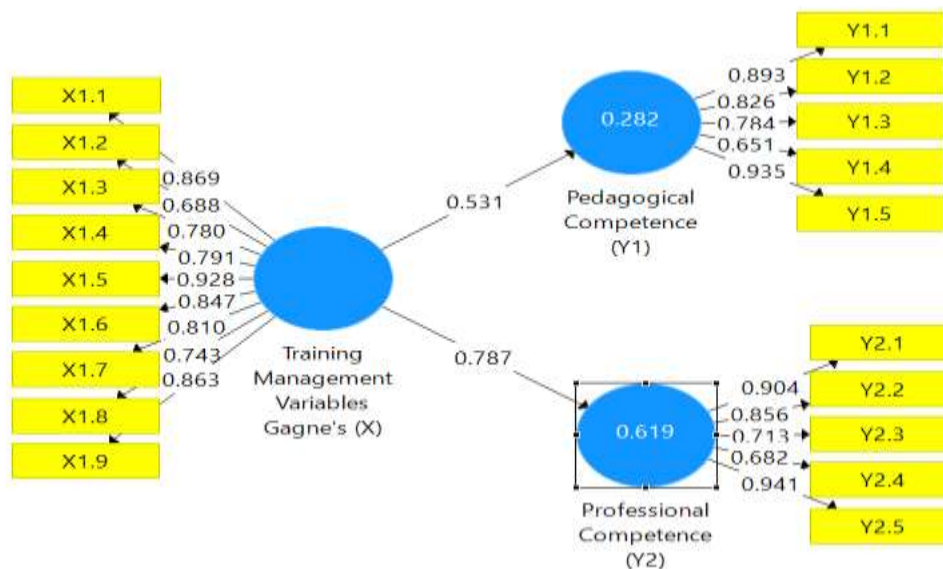 X1.1
X1.2
X1.3
X1.4
X1.5
X1.6
X1.7
X1.8
X1.9
0.869
0.688
0.780
0.791
0.928
0.847
0.810
0.743
0.863
Training
Management
Variables
Gagne's (X)
0.531
0.787
0.282
Pedagogical
Competence
(Y1)
0.893
0.826
0.784
0.651
0.935
Y1.1
Y1.2
Y1.3
Y1.4
Y1.5
0.619
Professional
Competence
(Y2)
0.904
0.856
0.713
0.682
0.941
Y2.1
Y2.2
Y2.3
Y2.4
Y2.5